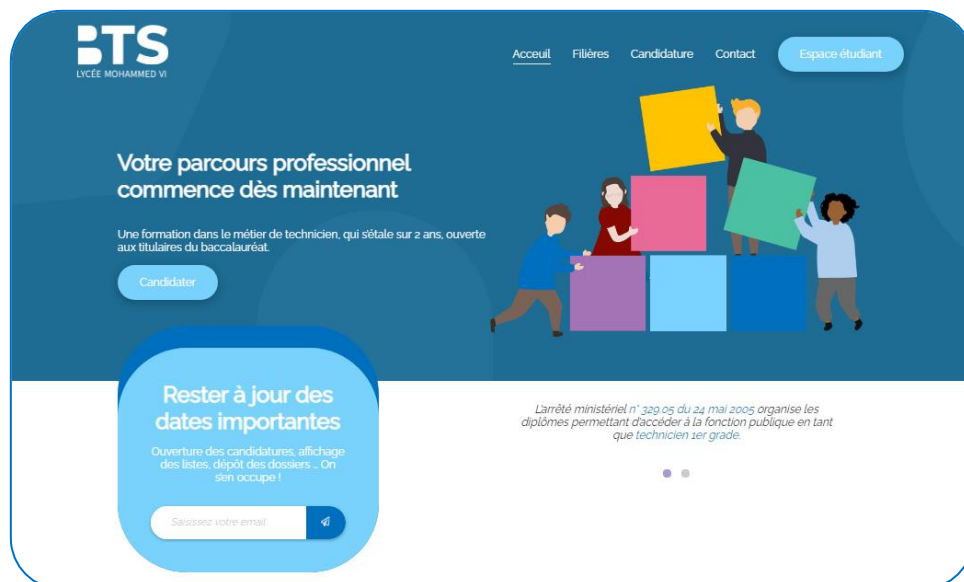 BTS
LYCÉE MOHAMMED VI
Acceuil Filières Candidature Contact Espace étudiant
Votre parcours professionnel
commence dès maintenant
Une formation dans le métier de technicien, qui s'étale sur 2 ans, ouverte
aux titulaires du baccalauréat.
Candidater
Rester à jour des
dates importantes
Ouverture des candidatures, affichage
des listes, dépôt des dossiers ... On
s'en occupe !
Saisissez votre email
L'arrêté ministériel n° 329.05 du 24 mai 2005 organise les
diplômes permettant d'accéder à la fonction publique en tant
que technicien 1er grade.